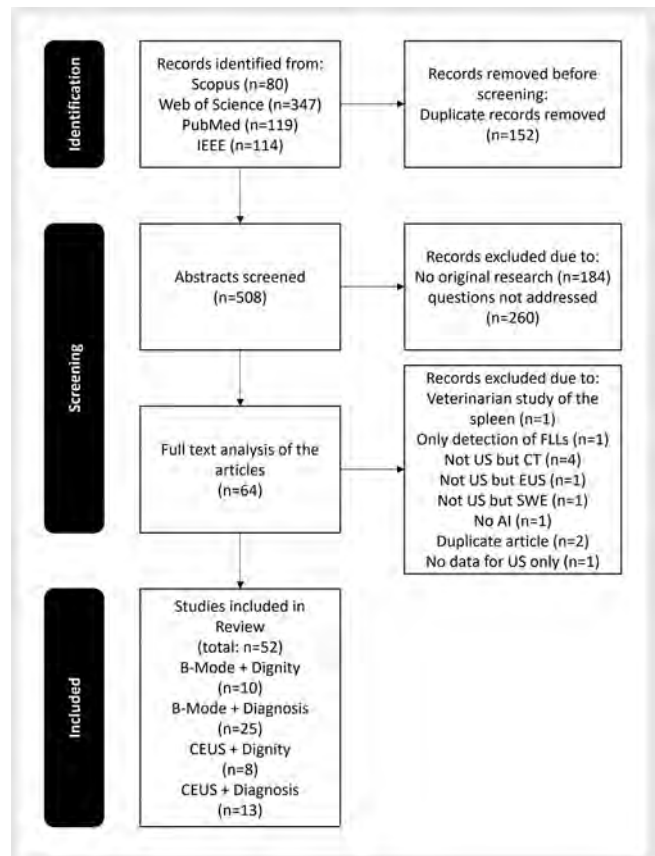 Identification
Records identified from:
Scopus (n=80)
Web of Science (n=347)
PubMed (n=119)
IEEE (n=114)
Records removed before
screening:
Duplicate records removed
(n=152)
Screening
Abstracts screened
(n=508)
Records excluded due to:
No original research (n=184)
questions not addressed
(n=260)
Full text analysis of the
articles
(n=64)
Records excluded due to:
Veterinarian study of the
spleen (n=1)
Only detection of FLLs (n=1)
Not US but CT (n=4)
Not US but EUS (n=1)
Not US but SWE (n=1)
No AI (n=1)
Duplicate article (n=2)
No data for US only (n=1)
Included
Studies included in
Review
(total: n=52)
B-Mode + Dignity
(n=10)
B-Mode + Diagnosis
(n=25)
CEUS + Dignity
(n=8)
CEUS + Diagnosis
(n=13)